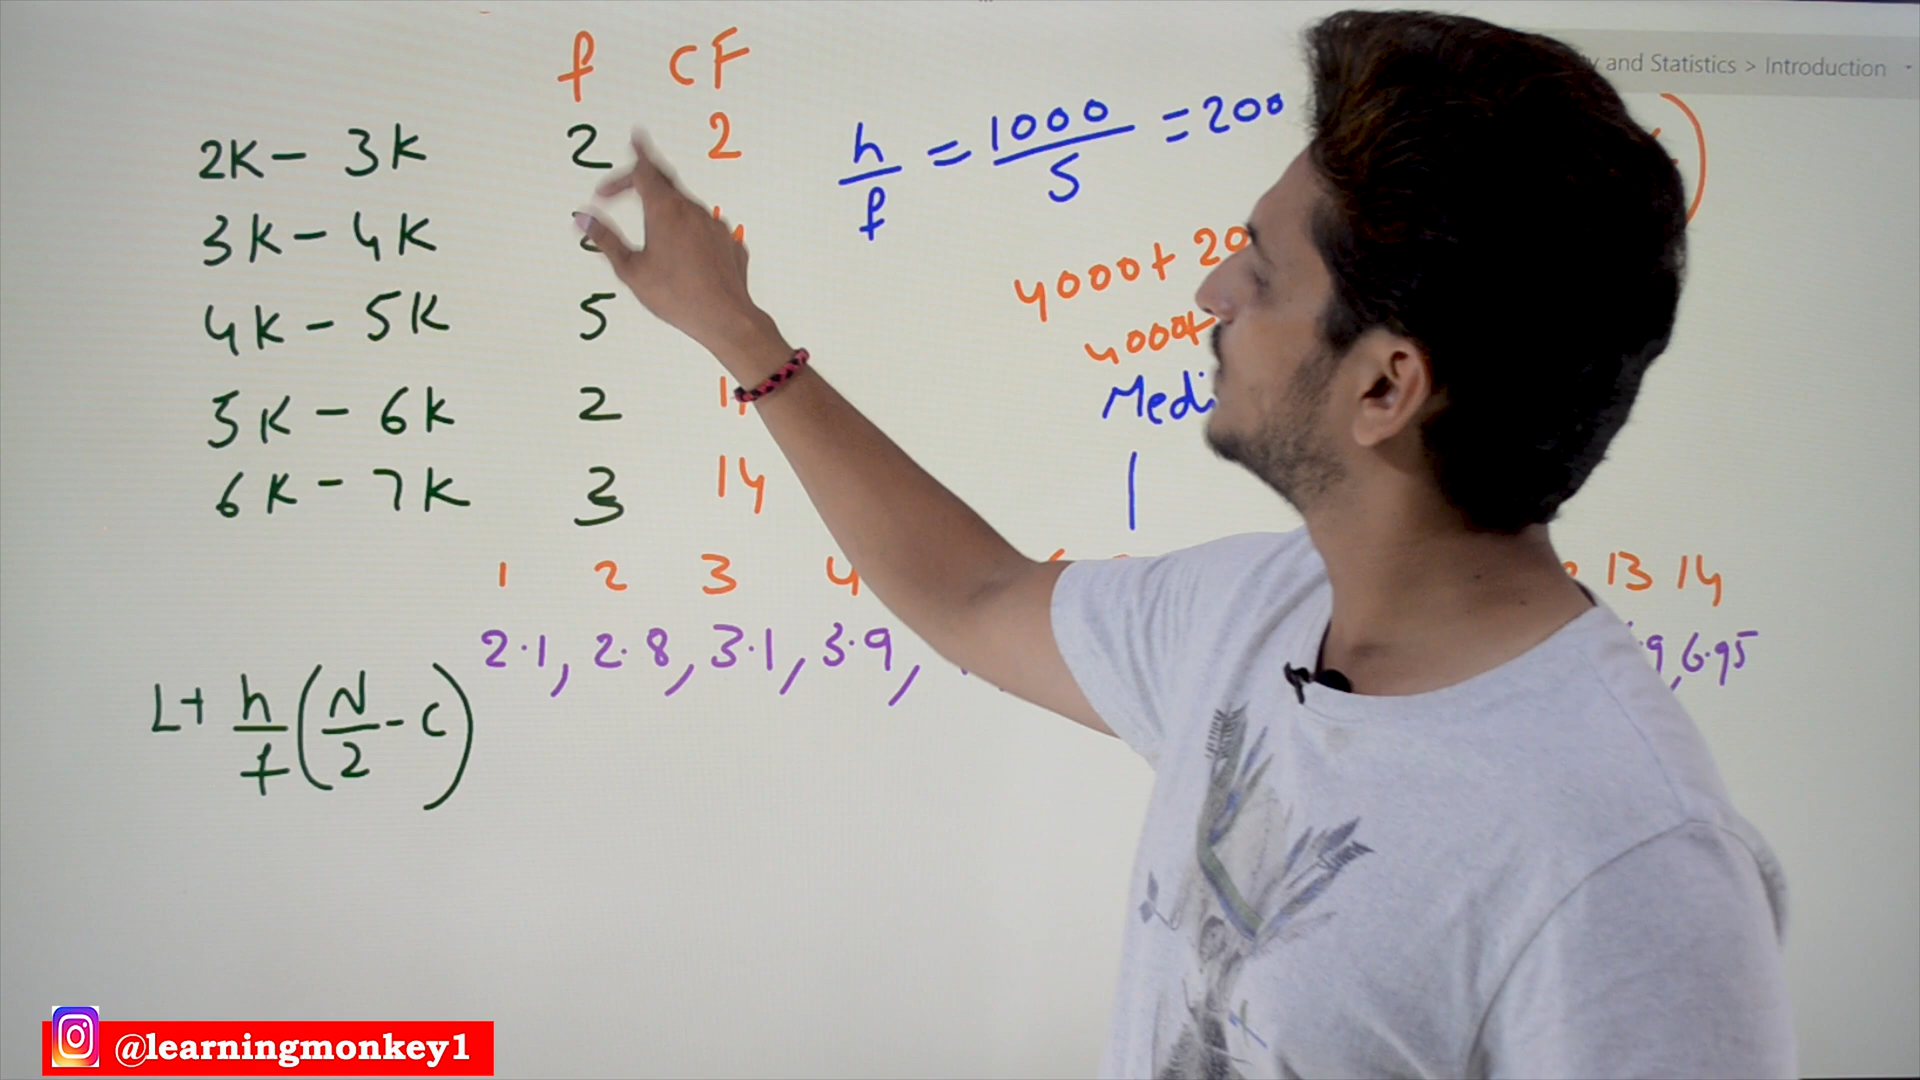 y and Statistics > Introduction
f CF
2K - 3K 2 2
3K - 4K
4K - 5K 5
5K - 6K 2
6K - 7K 3 14
h/f = 1000/5 = 200
4000+ 20
4000+
Medi
1 2 3 4 13 14
2.1, 2.8, 3.1, 3.9, 6.95
L+ h/f (N/2 - C)
@learningmonkey1